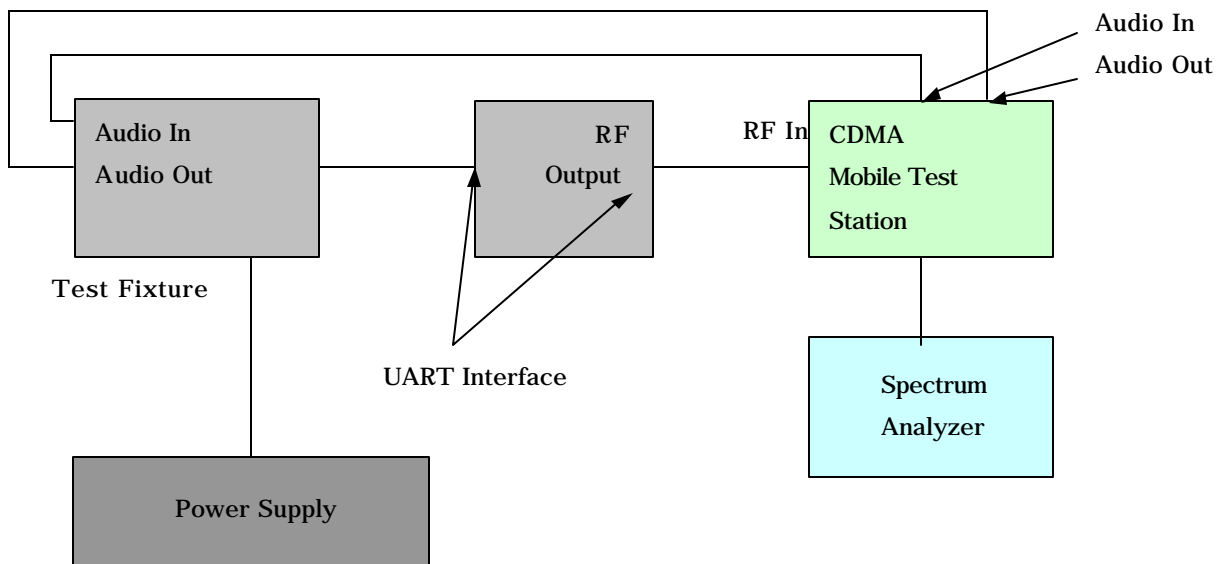 Audio In
Audio Out
Audio In
Audio Out
RF
Output
RF In
CDMA
Mobile Test
Station
Test Fixture
UART Interface
Spectrum
Analyzer
Power Supply